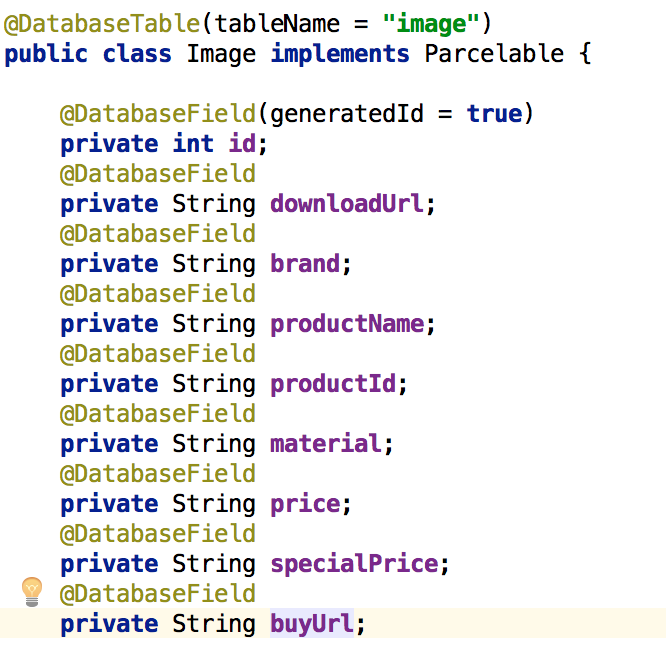 @DatabaseTable(tableName = "image")
public class Image implements Parcelable {
@DatabaseField(generatedId = true)
private int id;
@DatabaseField
private String downloadUrl;
@DatabaseField
private String brand;
@DatabaseField
private String productName;
@DatabaseField
private String productId;
@DatabaseField
private String material;
@DatabaseField
private String price;
@DatabaseField
private String specialPrice;
@DatabaseField
private String buyUrl;